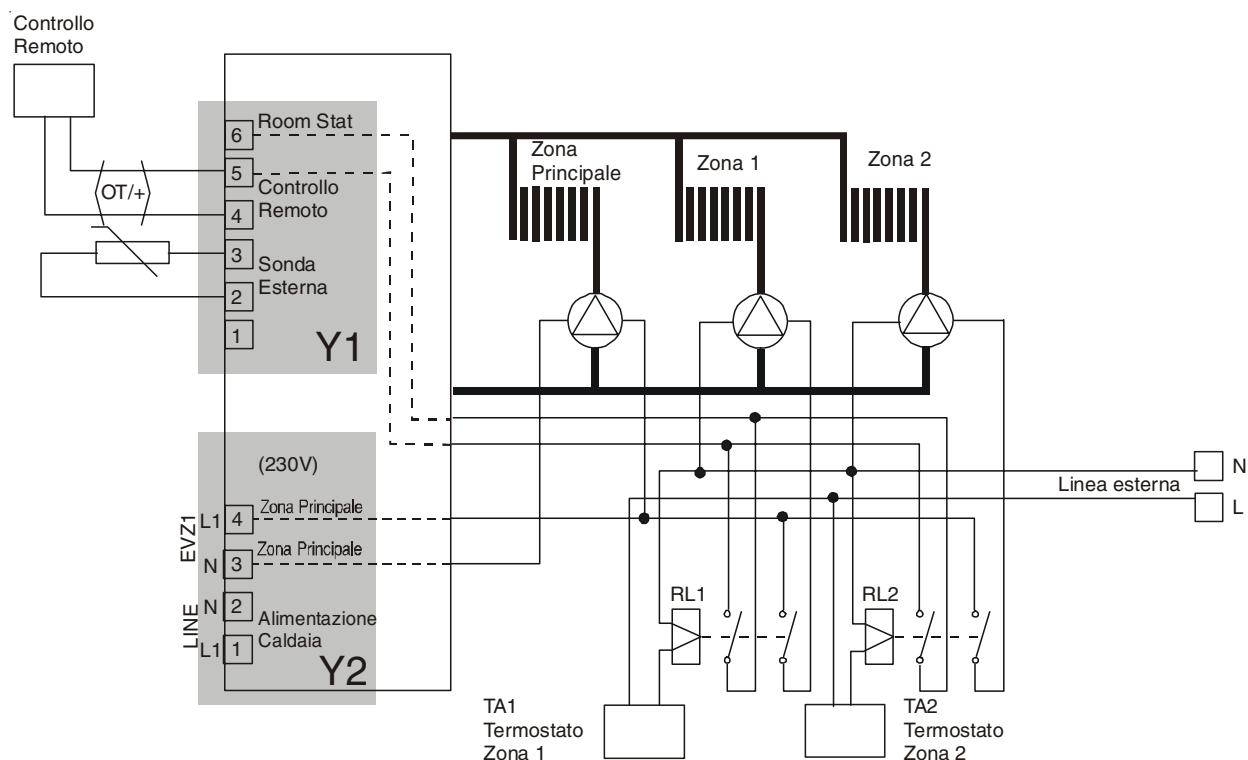 Controllo
Remoto
6
Room Stat
5
Controllo
Remoto
(OT/+)
4
3
Sonda
Esterna
2
1
Y1
Zona
Principale
Zona 1
Zona 2
(230V)
EVZ1
L1
4
Zona Principale
N
3
Zona Principale
LINE
N
2
Alimentazione
Caldaia
L1
1
Y2
N
Linea esterna
L
RL1
RL2
TA1
Termostato
Zona 1
TA2
Termostato
Zona 2